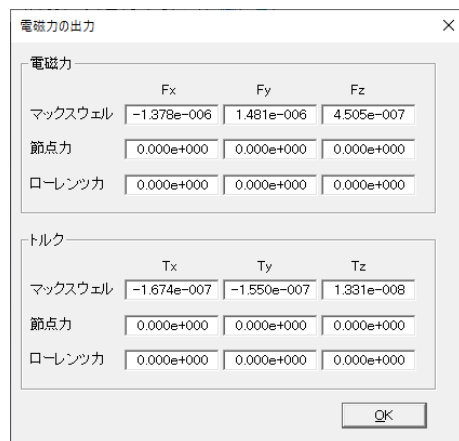 電磁力の出力
電磁力
Fx Fy Fz
マックスウェル -1.378e-006 1.481e-006 4.505e-007
節点力 0.000e+000 0.000e+000 0.000e+000
ローレンツカ 0.000e+000 0.000e+000 0.000e+000
トルク
Tx Ty Tz
マックスウェル -1.674e-007 -1.550e-007 1.331e-008
節点力 0.000e+000 0.000e+000 0.000e+000
ローレンツカ 0.000e+000 0.000e+000 0.000e+000
OK